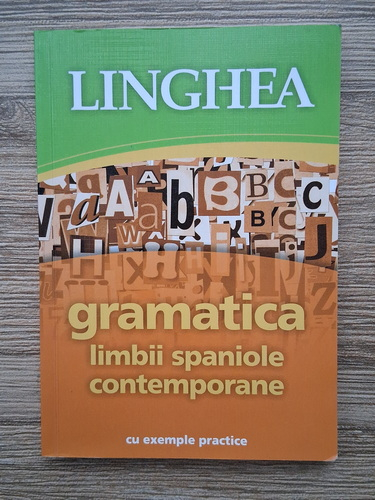 LINGHEA
gramatica
limbii spaniole
contemporane
cu exemple practice